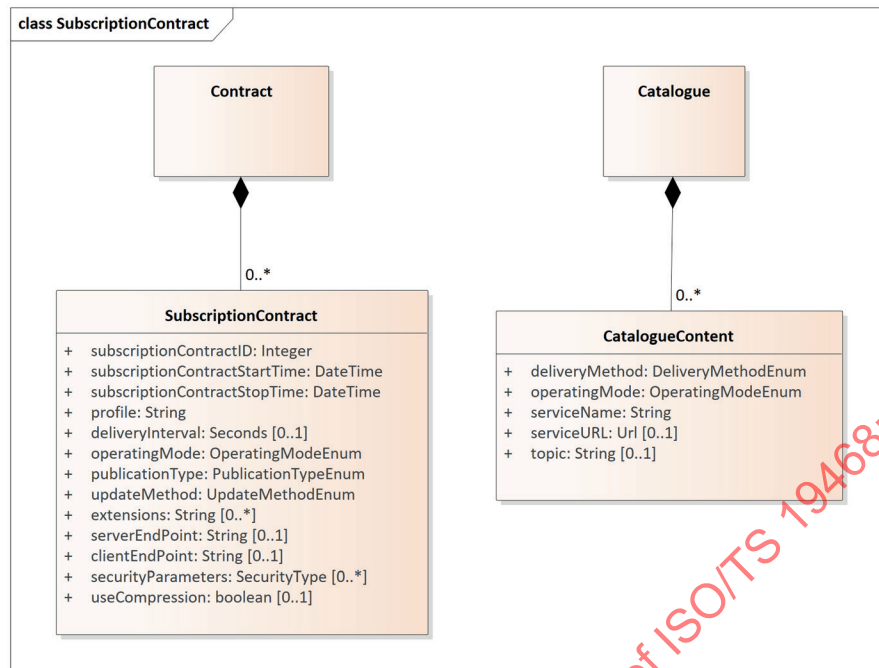 class SubscriptionContract
Contract
Catalogue
0..*
0..*
SubscriptionContract
+ subscriptionContractID: Integer
+ subscriptionContractStartTime: DateTime
+ subscriptionContractStopTime: DateTime
+ profile: String
+ deliveryInterval: Seconds [0..1]
+ operatingMode: OperatingModeEnum
+ publicationType: PublicationTypeEnum
+ updateMethod: UpdateMethodEnum
+ extensions: String [0..*]
+ serverEndPoint: String [0..1]
+ clientEndPoint: String [0..1]
+ securityParameters: SecurityType [0..*]
+ useCompression: boolean [0..1]
CatalogueContent
+ deliveryMethod: DeliveryMethodEnum
+ operatingMode: OperatingModeEnum
+ serviceName: String
+ serviceURL: Url [0..1]
+ topic: String [0..1]
of ISO/TS 19468